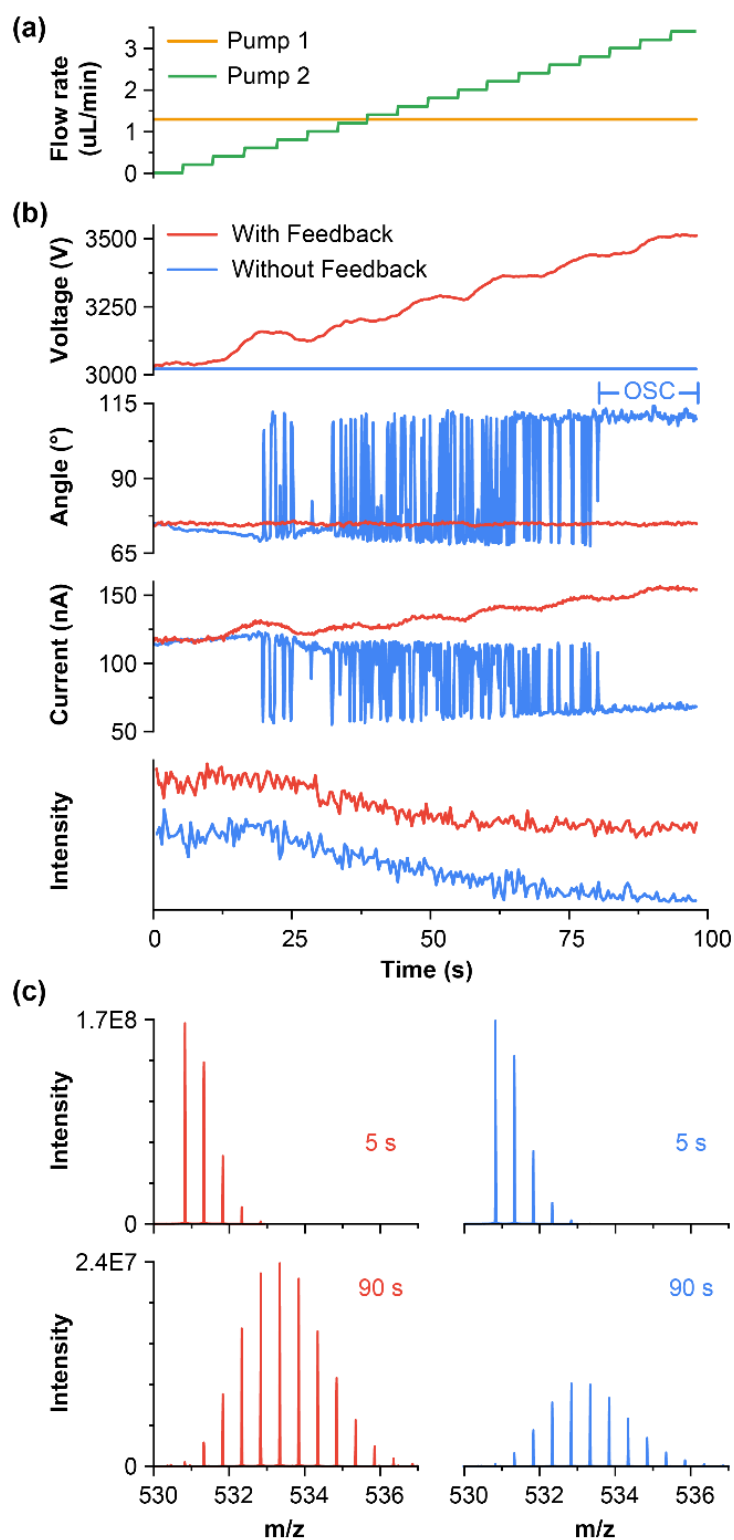 (a)
Flow rate
(uL/min)
3
2
1
0
Pump 1
Pump 2
(b)
Voltage (V)
3500
3250
3000
With Feedback
Without Feedback
OSC
Angle (°)
115
90
65
Current (nA)
150
100
50
Intensity
0
25
50
75
100
Time (s)
(c)
Intensity
1.7E8
0
5 s
5 s
Intensity
2.4E7
0
90 s
90 s
530
532
534
536
530
532
534
536
m/z
m/z